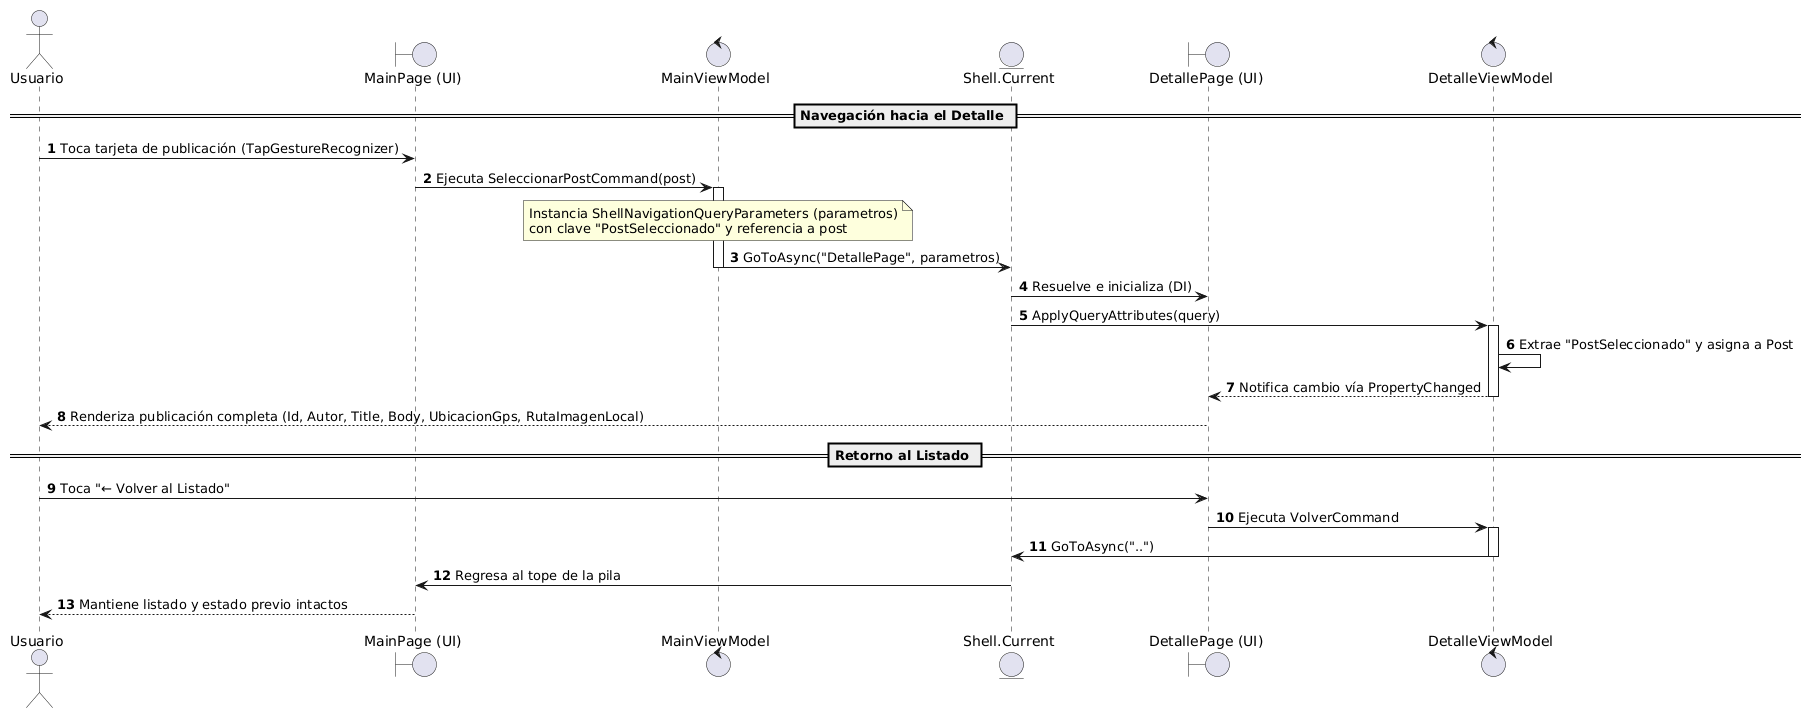 Usuario
MainPage (UI)
MainViewModel
Shell.Current
DetallePage (UI)
DetalleViewModel
Navegación hacia el Detalle
1 Toca tarjeta de publicación (TapGestureRecognizer)
2 Ejecuta SeleccionarPostCommand(post)
Instancia ShellNavigationQueryParameters (parametros)
con clave "PostSeleccionado" y referencia a post
3 GoToAsync("DetallePage", parametros)
4 Resuelve e inicializa (DI)
5 ApplyQueryAttributes(query)
6 Extrae "PostSeleccionado" y asigna a Post
7 Notifica cambio vía PropertyChanged
8 Renderiza publicación completa (Id, Autor, Title, Body, UbicacionGps, RutaImagenLocal)
Retorno al Listado
9 Toca "← Volver al Listado"
10 Ejecuta VolverCommand
11 GoToAsync("..")
12 Regresa al tope de la pila
13 Mantiene listado y estado previo intactos
Usuario
MainPage (UI)
MainViewModel
Shell.Current
DetallePage (UI)
DetalleViewModel